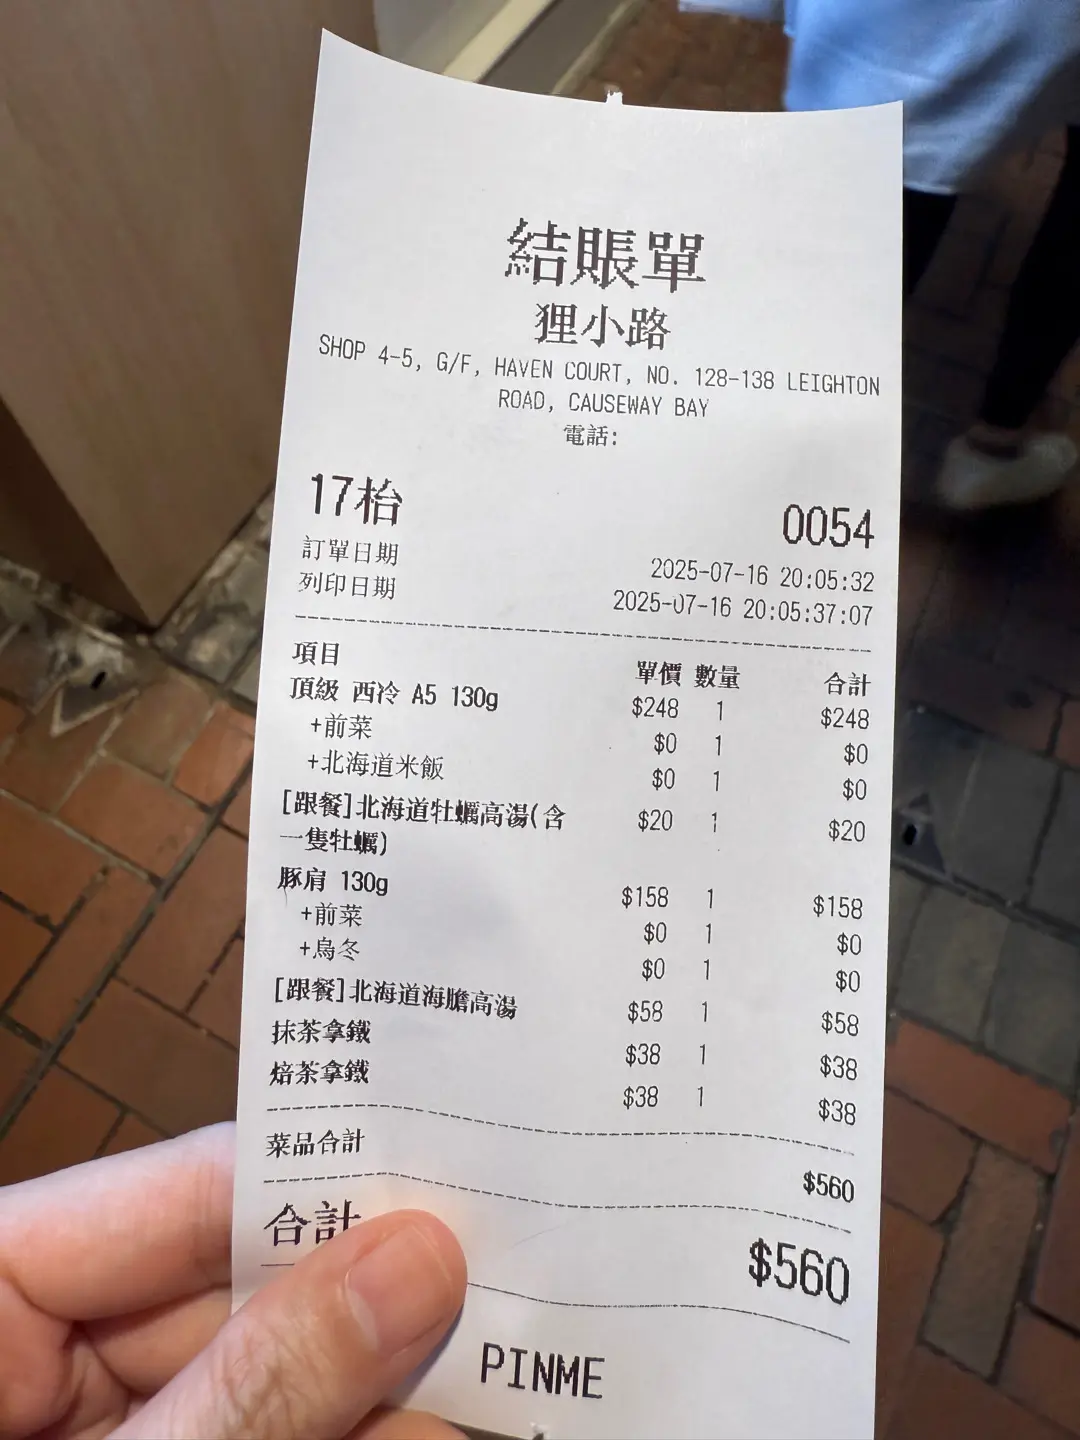 結賬單
狸小路
SHOP 4-5, G/F, HAVEN COURT, NO. 128-138 LEIGHTON
ROAD, CAUSEWAY BAY
電話:
17枱 0054
訂單日期 2025-07-16 20:05:32
列印日期 2025-07-16 20:05:37:07
項目 單價 數量 合計
頂級 西冷 A5 130g $248 1 $248
+前菜 $0 1 $0
+北海道米飯 $0 1 $0
[跟餐]北海道牡蠣高湯(含 $20 1 $20
一隻牡蠣)
豚肩 130g $158 1 $158
+前菜 $0 1 $0
+烏冬 $0 1 $0
[跟餐]北海道海膽高湯 $58 1 $58
抹茶拿鐵 $38 1 $38
焙茶拿鐵 $38 1 $38
菜品合計 $560
合計 $560
PINME